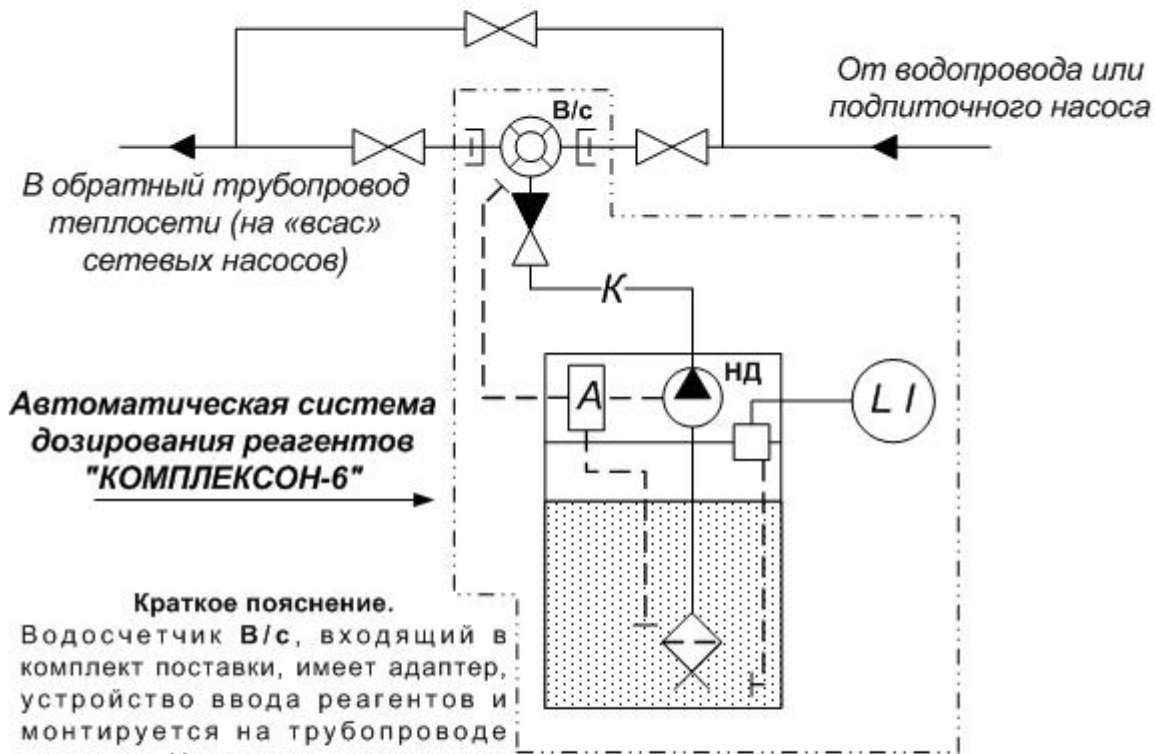 От водопровода или
подпиточного насоса
В/с
В обратный трубопровод
теплосети (на «всас»
сетевых насосов)
К
НД
А
L I
Автоматическая система
дозирования реагентов
"КОМПЛЕКСОН-6"
Краткое пояснение.
Водосчетчик В/с, входящий в
комплект поставки, имеет адаптер,
устройство ввода реагентов и
монтируется на трубопроводе